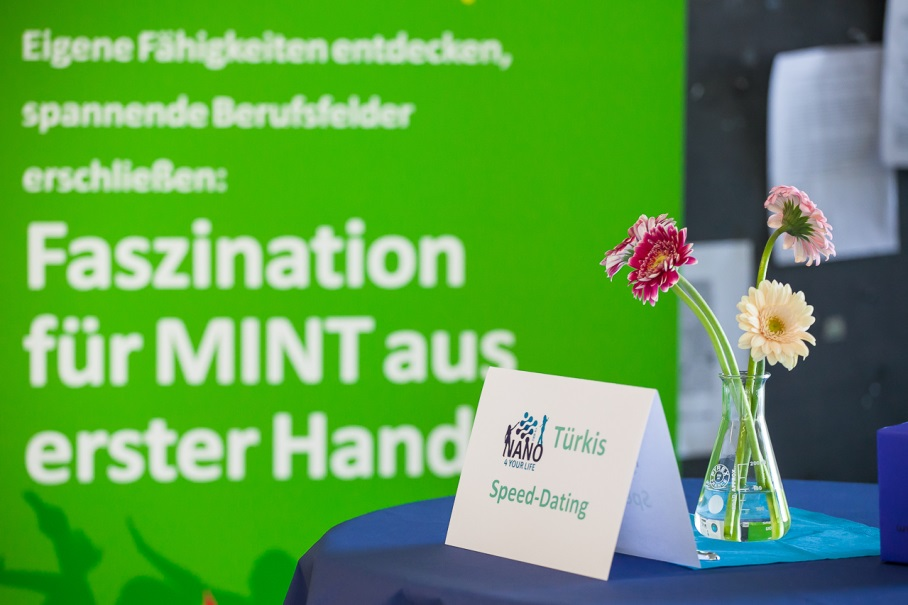 Eigene Fähigkeiten entdecken,
spannende Berufsfelder
erschließen:
Faszination
für MINT aus
erster Hand
NANO
4 YOUR LIFE
Türkis
Speed-Dating